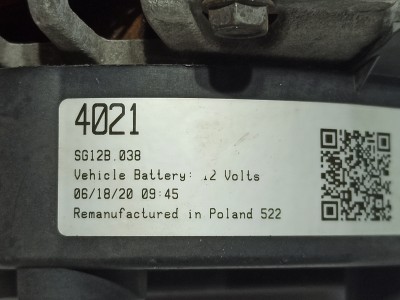 4021
SG12B.038
Vehicle Battery: 12 Volts
06/18/20 09:45
Remanufactured in Poland 522